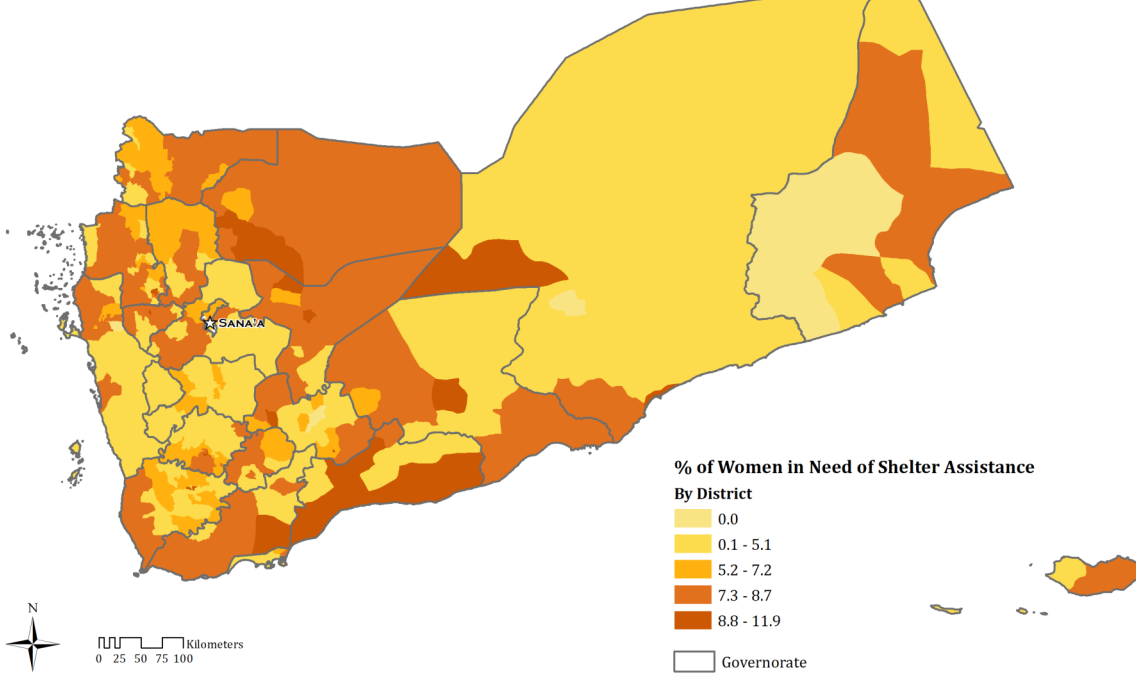 SANA'A
% of Women in Need of Shelter Assistance
By District
0.0
0.1 - 5.1
5.2 - 7.2
7.3 - 8.7
8.8 - 11.9
Governorate
N
Kilometers
0 25 50 75 100